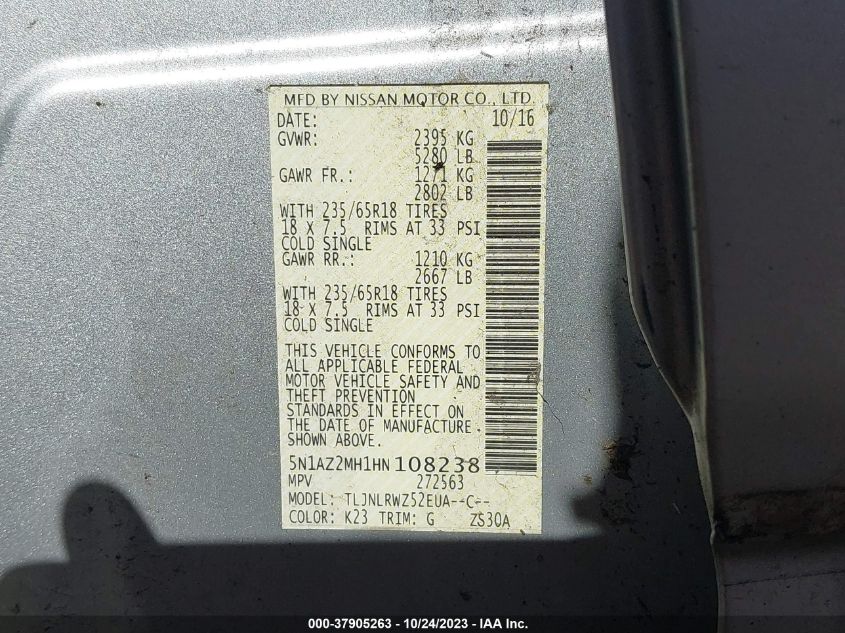 MFD BY NISSAN MOTOR CO., LTD.
DATE: 10/16
GVWR: 2395 KG
5280 LB
GAWR FR.: 1271 KG
2802 LB
WITH 235/65R18 TIRES
18 X 7.5 RIMS AT 33 PSI
COLD SINGLE
GAWR RR.: 1210 KG
2667 LB
WITH 235/65R18 TIRES
18 X 7.5 RIMS AT 33 PSI
COLD SINGLE
THIS VEHICLE CONFORMS TO
ALL APPLICABLE FEDERAL
MOTOR VEHICLE SAFETY AND
THEFT PREVENTION
STANDARDS IN EFFECT ON
THE DATE OF MANUFACTURE
SHOWN ABOVE.
5N1AZ2MH1HN108238
MPV 272563
MODEL: TLJNLRWZ52EUA--C--
COLOR: K23 TRIM: G ZS30A
000-37905263 - 10/24/2023 - IAA Inc.